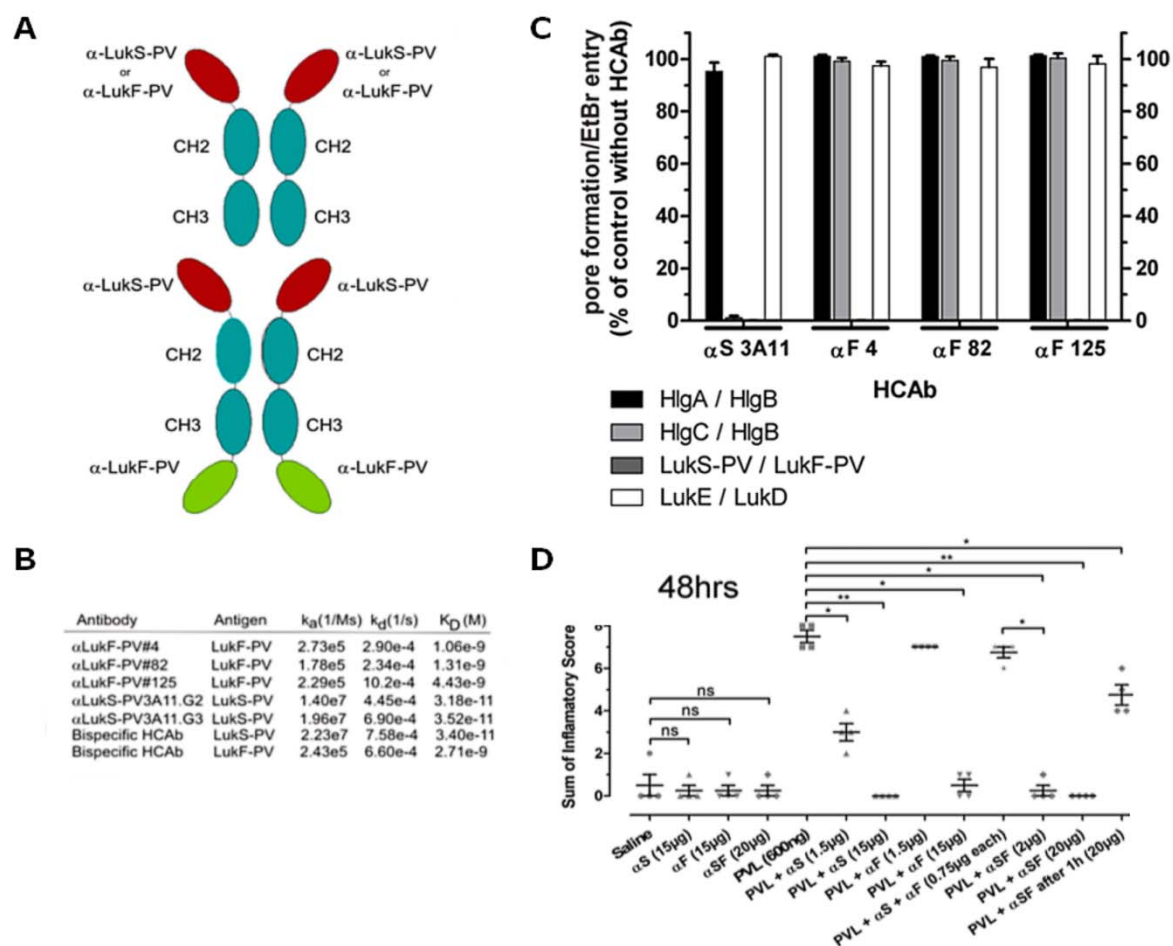 A
α-LukS-PV
or
α-LukF-PV
α-LukS-PV
or
α-LukF-PV
CH2
CH2
CH3
CH3
α-LukS-PV
α-LukS-PV
CH2
CH2
CH3
CH3
α-LukF-PV
α-LukF-PV
B
Antibody Antigen ka(1/Ms) kd(1/s) KD (M)
αLukF-PV#4 LukF-PV 2.73e5 2.90e-4 1.06e-9
αLukF-PV#82 LukF-PV 1.78e5 2.34e-4 1.31e-9
αLukF-PV#125 LukF-PV 2.29e5 10.2e-4 4.43e-9
αLukS-PV3A11.G2 LukS-PV 1.40e7 4.45e-4 3.18e-11
αLukS-PV3A11.G3 LukS-PV 1.96e7 6.90e-4 3.52e-11
Bispecific HCAb LukS-PV 2.23e7 7.58e-4 3.40e-11
Bispecific HCAb LukF-PV 2.43e5 6.60e-4 2.71e-9
C
pore formation/EtBr entry
(% of control without HCAb)
100
80
60
40
20
0
100
80
60
40
20
0
αS 3A11 αF 4 αF 82 αF 125
HCAb
HlgA / HlgB
HlgC / HlgB
LukS-PV / LukF-PV
LukE / LukD
D
48hrs
Sum of Inflamatory Score
8
6
4
2
0
ns
ns
ns
*
**
*
*
**
*
*
Saline
αS (15µg)
αF (15µg)
αSF (20µg)
PVL (600ng)
PVL + αS (1.5µg)
PVL + αS (15µg)
PVL + αF (1.5µg)
PVL + αF (15µg)
PVL + αS + αF (0.75µg each)
PVL + αSF (2µg)
PVL + αSF (20µg)
PVL + αSF after 1h (20µg)